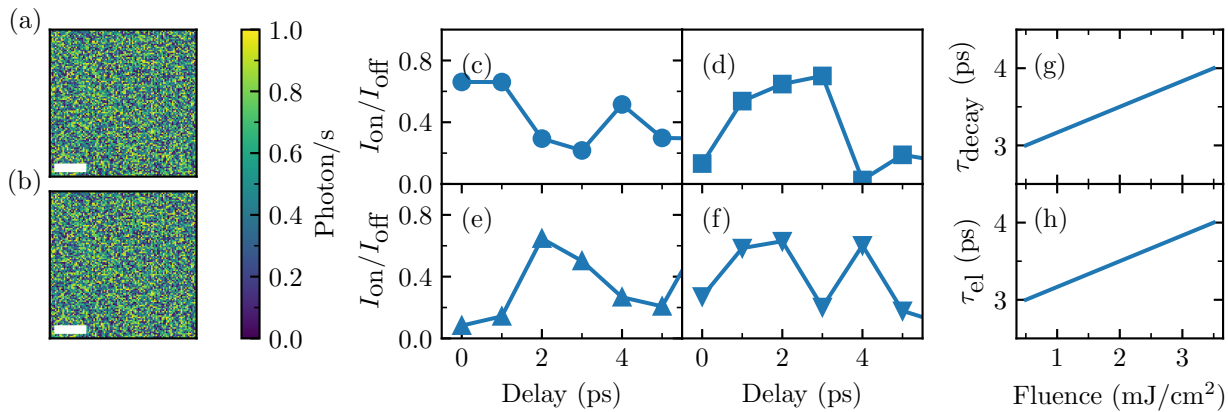 (a)
(b)
1.0
0.8
0.6
0.4
0.2
0.0
Photon/s
I_on/I_off
0.8
0.4
0.0
(c)
(d)
I_on/I_off
0.8
0.4
0.0
(e)
(f)
0 2 4
Delay (ps)
0 2 4
Delay (ps)
τ_decay (ps)
4
3
(g)
τ_el (ps)
4
3
(h)
1 2 3
Fluence (mJ/cm²)